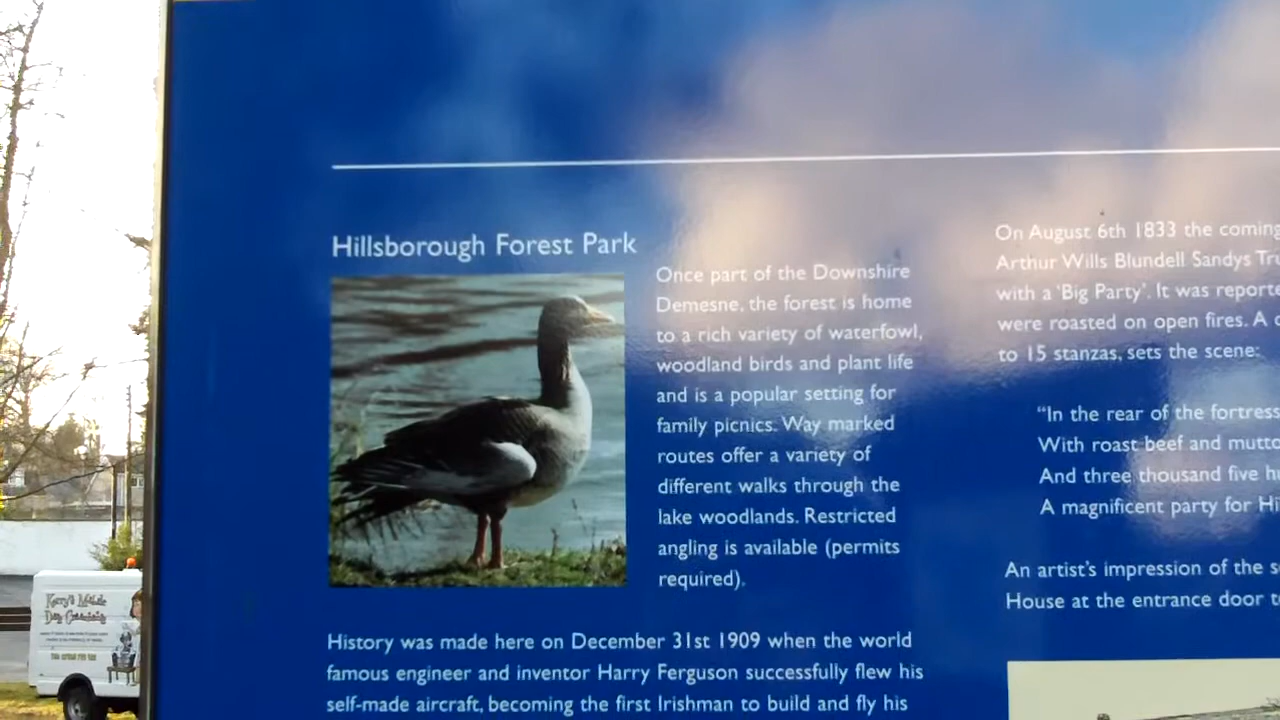 Hillsborough Forest Park
Once part of the Downshire
Demesne, the forest is home
to a rich variety of waterfowl,
woodland birds and plant life
and is a popular setting for
family picnics. Way marked
routes offer a variety of
different walks through the
lake woodlands. Restricted
angling is available (permits
required).
History was made here on December 31st 1909 when the world
famous engineer and inventor Harry Ferguson successfully flew his
self-made aircraft, becoming the first Irishman to build and fly his
On August 6th 1833 the coming
Arthur Wills Blundell Sandys
with a 'Big Party'. It was
were roasted on open fires. A
to 15 stanzas, sets the scene:
"In the rear of the fortress
With roast beef and
And three thousand five
A magnificent party for
An artist's impression of the
House at the entrance door
Kerry's Mobile
Dog